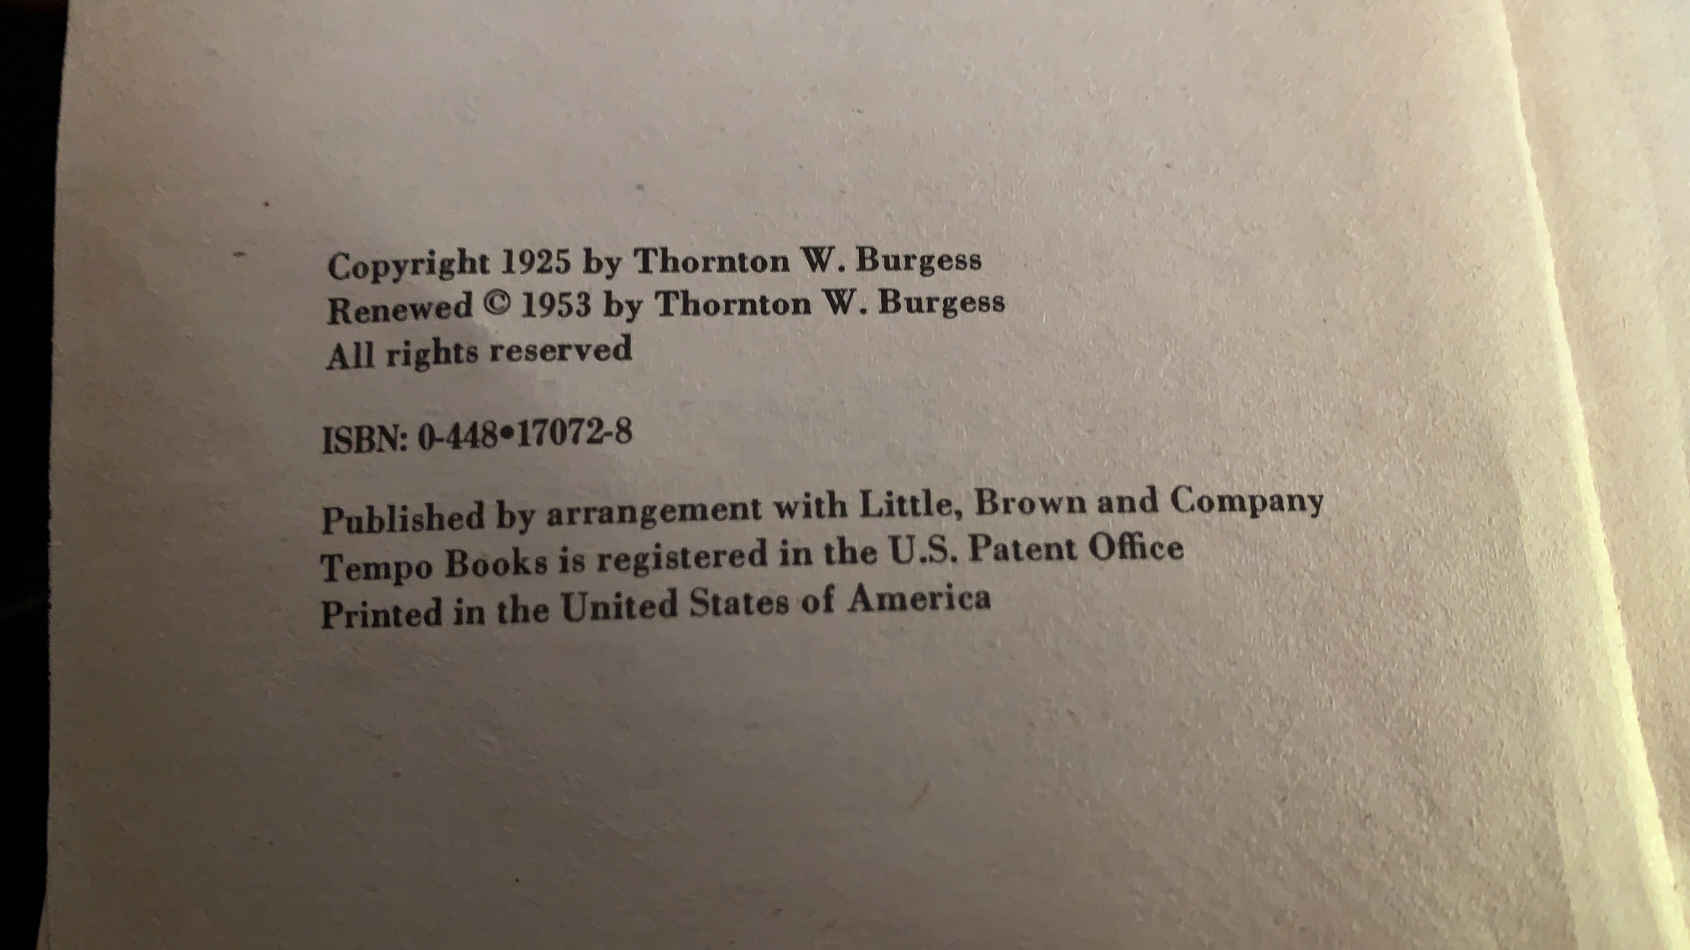 Copyright 1925 by Thornton W. Burgess
Renewed © 1953 by Thornton W. Burgess
All rights reserved
ISBN: 0-448•17072-8
Published by arrangement with Little, Brown and Company
Tempo Books is registered in the U.S. Patent Office
Printed in the United States of America